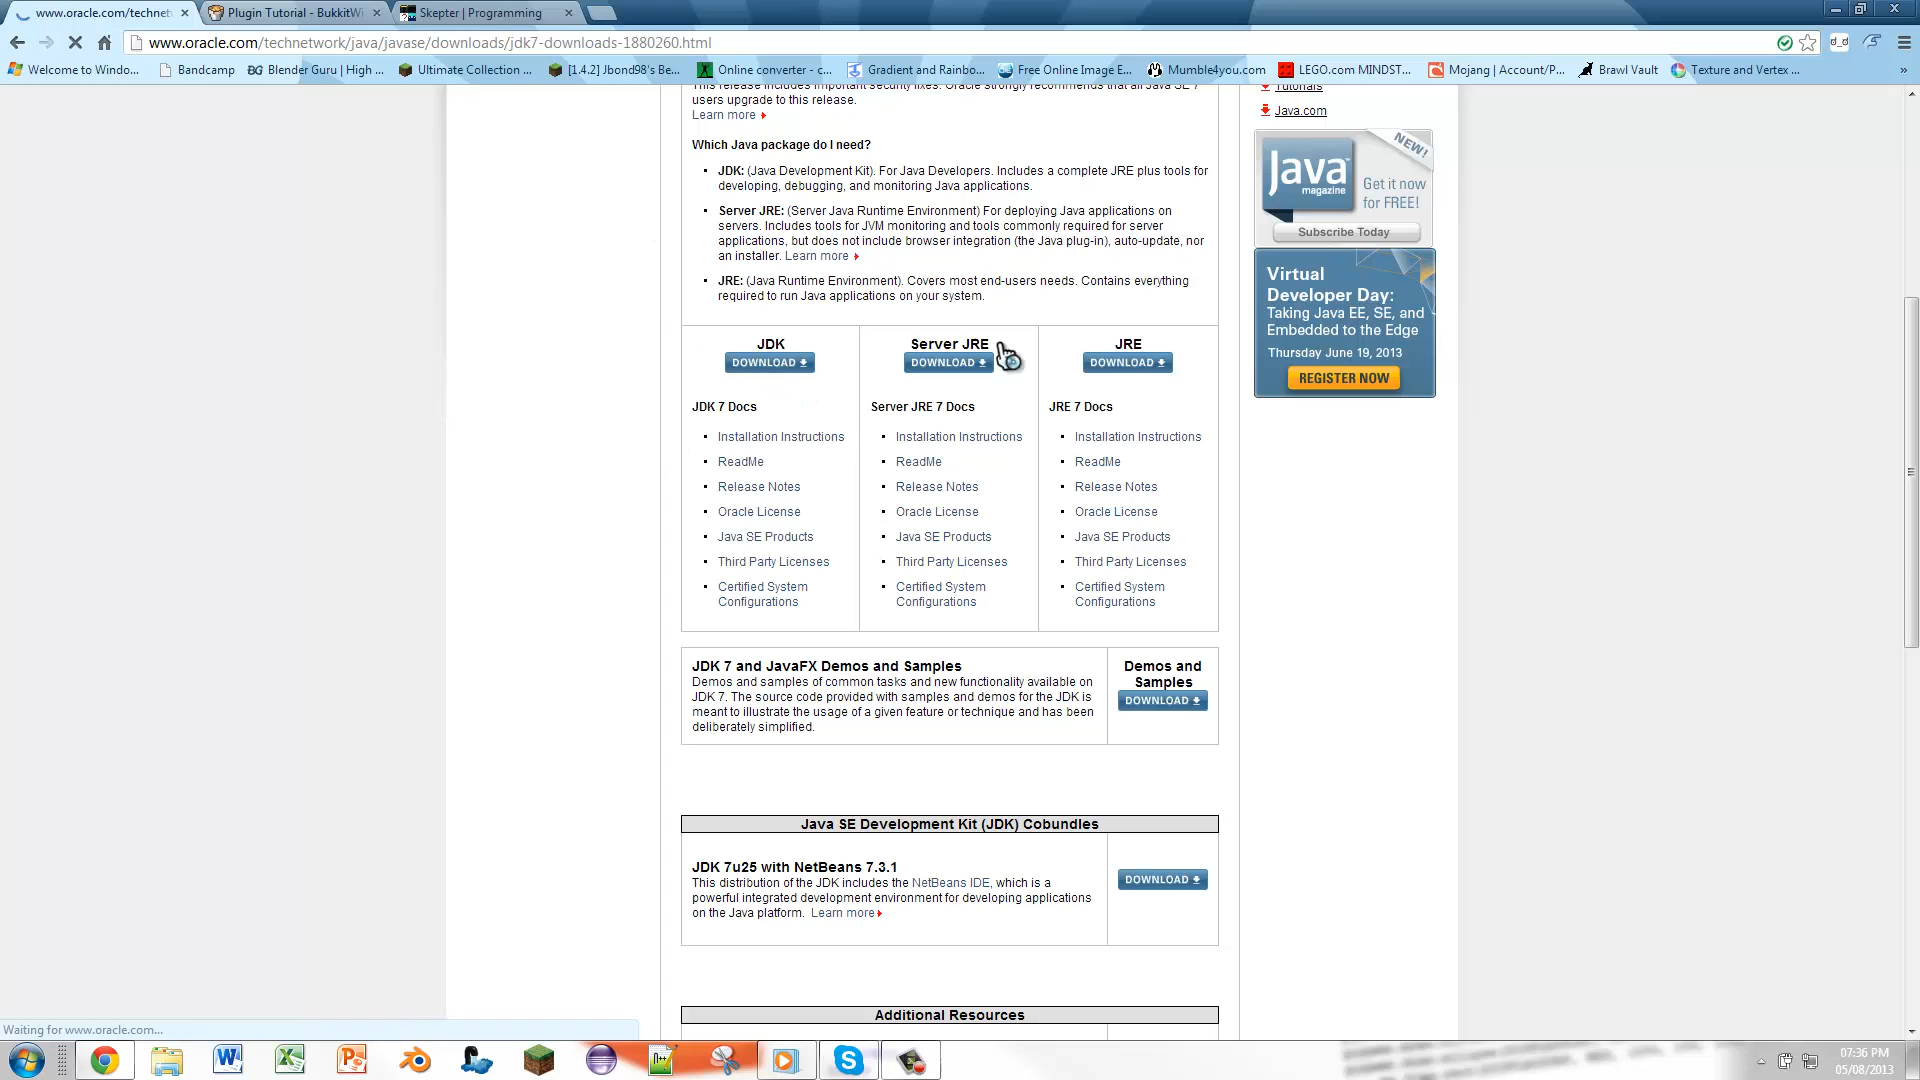 www.oracle.com/technet
Plugin Tutorial - BukkitWi
Skepter | Programming
www.oracle.com/technetwork/java/javase/downloads/jdk7-downloads-1880260.html
Welcome to Windo...
Bandcamp
BG Blender Guru | High ...
Ultimate Collection ...
[1.4.2] Jbond98's Be...
Online converter - c...
Gradient and Rainbo...
Free Online Image E...
Mumble4you.com
LEGO.com MINDST...
Mojang | Account/P...
Brawl Vault
Texture and Vertex ...
»
This release includes important security fixes. Oracle strongly recommends that all Java SE 7
users upgrade to this release.
Learn more
Which Java package do I need?
JDK: (Java Development Kit). For Java Developers. Includes a complete JRE plus tools for
developing, debugging, and monitoring Java applications.
Server JRE: (Server Java Runtime Environment) For deploying Java applications on
servers. Includes tools for JVM monitoring and tools commonly required for server
applications, but does not include browser integration (the Java plug-in), auto-update, nor
an installer. Learn more
JRE: (Java Runtime Environment). Covers most end-users needs. Contains everything
required to run Java applications on your system.
JDK
DOWNLOAD
JDK 7 Docs
Installation Instructions
ReadMe
Release Notes
Oracle License
Java SE Products
Third Party Licenses
Certified System
Configurations
Server JRE
DOWNLOAD
Server JRE 7 Docs
Installation Instructions
ReadMe
Release Notes
Oracle License
Java SE Products
Third Party Licenses
Certified System
Configurations
JRE
DOWNLOAD
JRE 7 Docs
Installation Instructions
ReadMe
Release Notes
Oracle License
Java SE Products
Third Party Licenses
Certified System
Configurations
JDK 7 and JavaFX Demos and Samples
Demos and samples of common tasks and new functionality available on
JDK 7. The source code provided with samples and demos for the JDK is
meant to illustrate the usage of a given feature or technique and has been
deliberately simplified.
Demos and
Samples
DOWNLOAD
Java SE Development Kit (JDK) Cobundles
JDK 7u25 with NetBeans 7.3.1
This distribution of the JDK includes the NetBeans IDE, which is a
powerful integrated development environment for developing applications
on the Java platform. Learn more
DOWNLOAD
Additional Resources
Tutorials
Java.com
NEW!
Java
magazine
Get it now
for FREE!
Subscribe Today
Virtual
Developer Day:
Taking Java EE, SE, and
Embedded to the Edge
Thursday June 19, 2013
REGISTER NOW
Waiting for www.oracle.com...
07:36 PM
05/08/2013